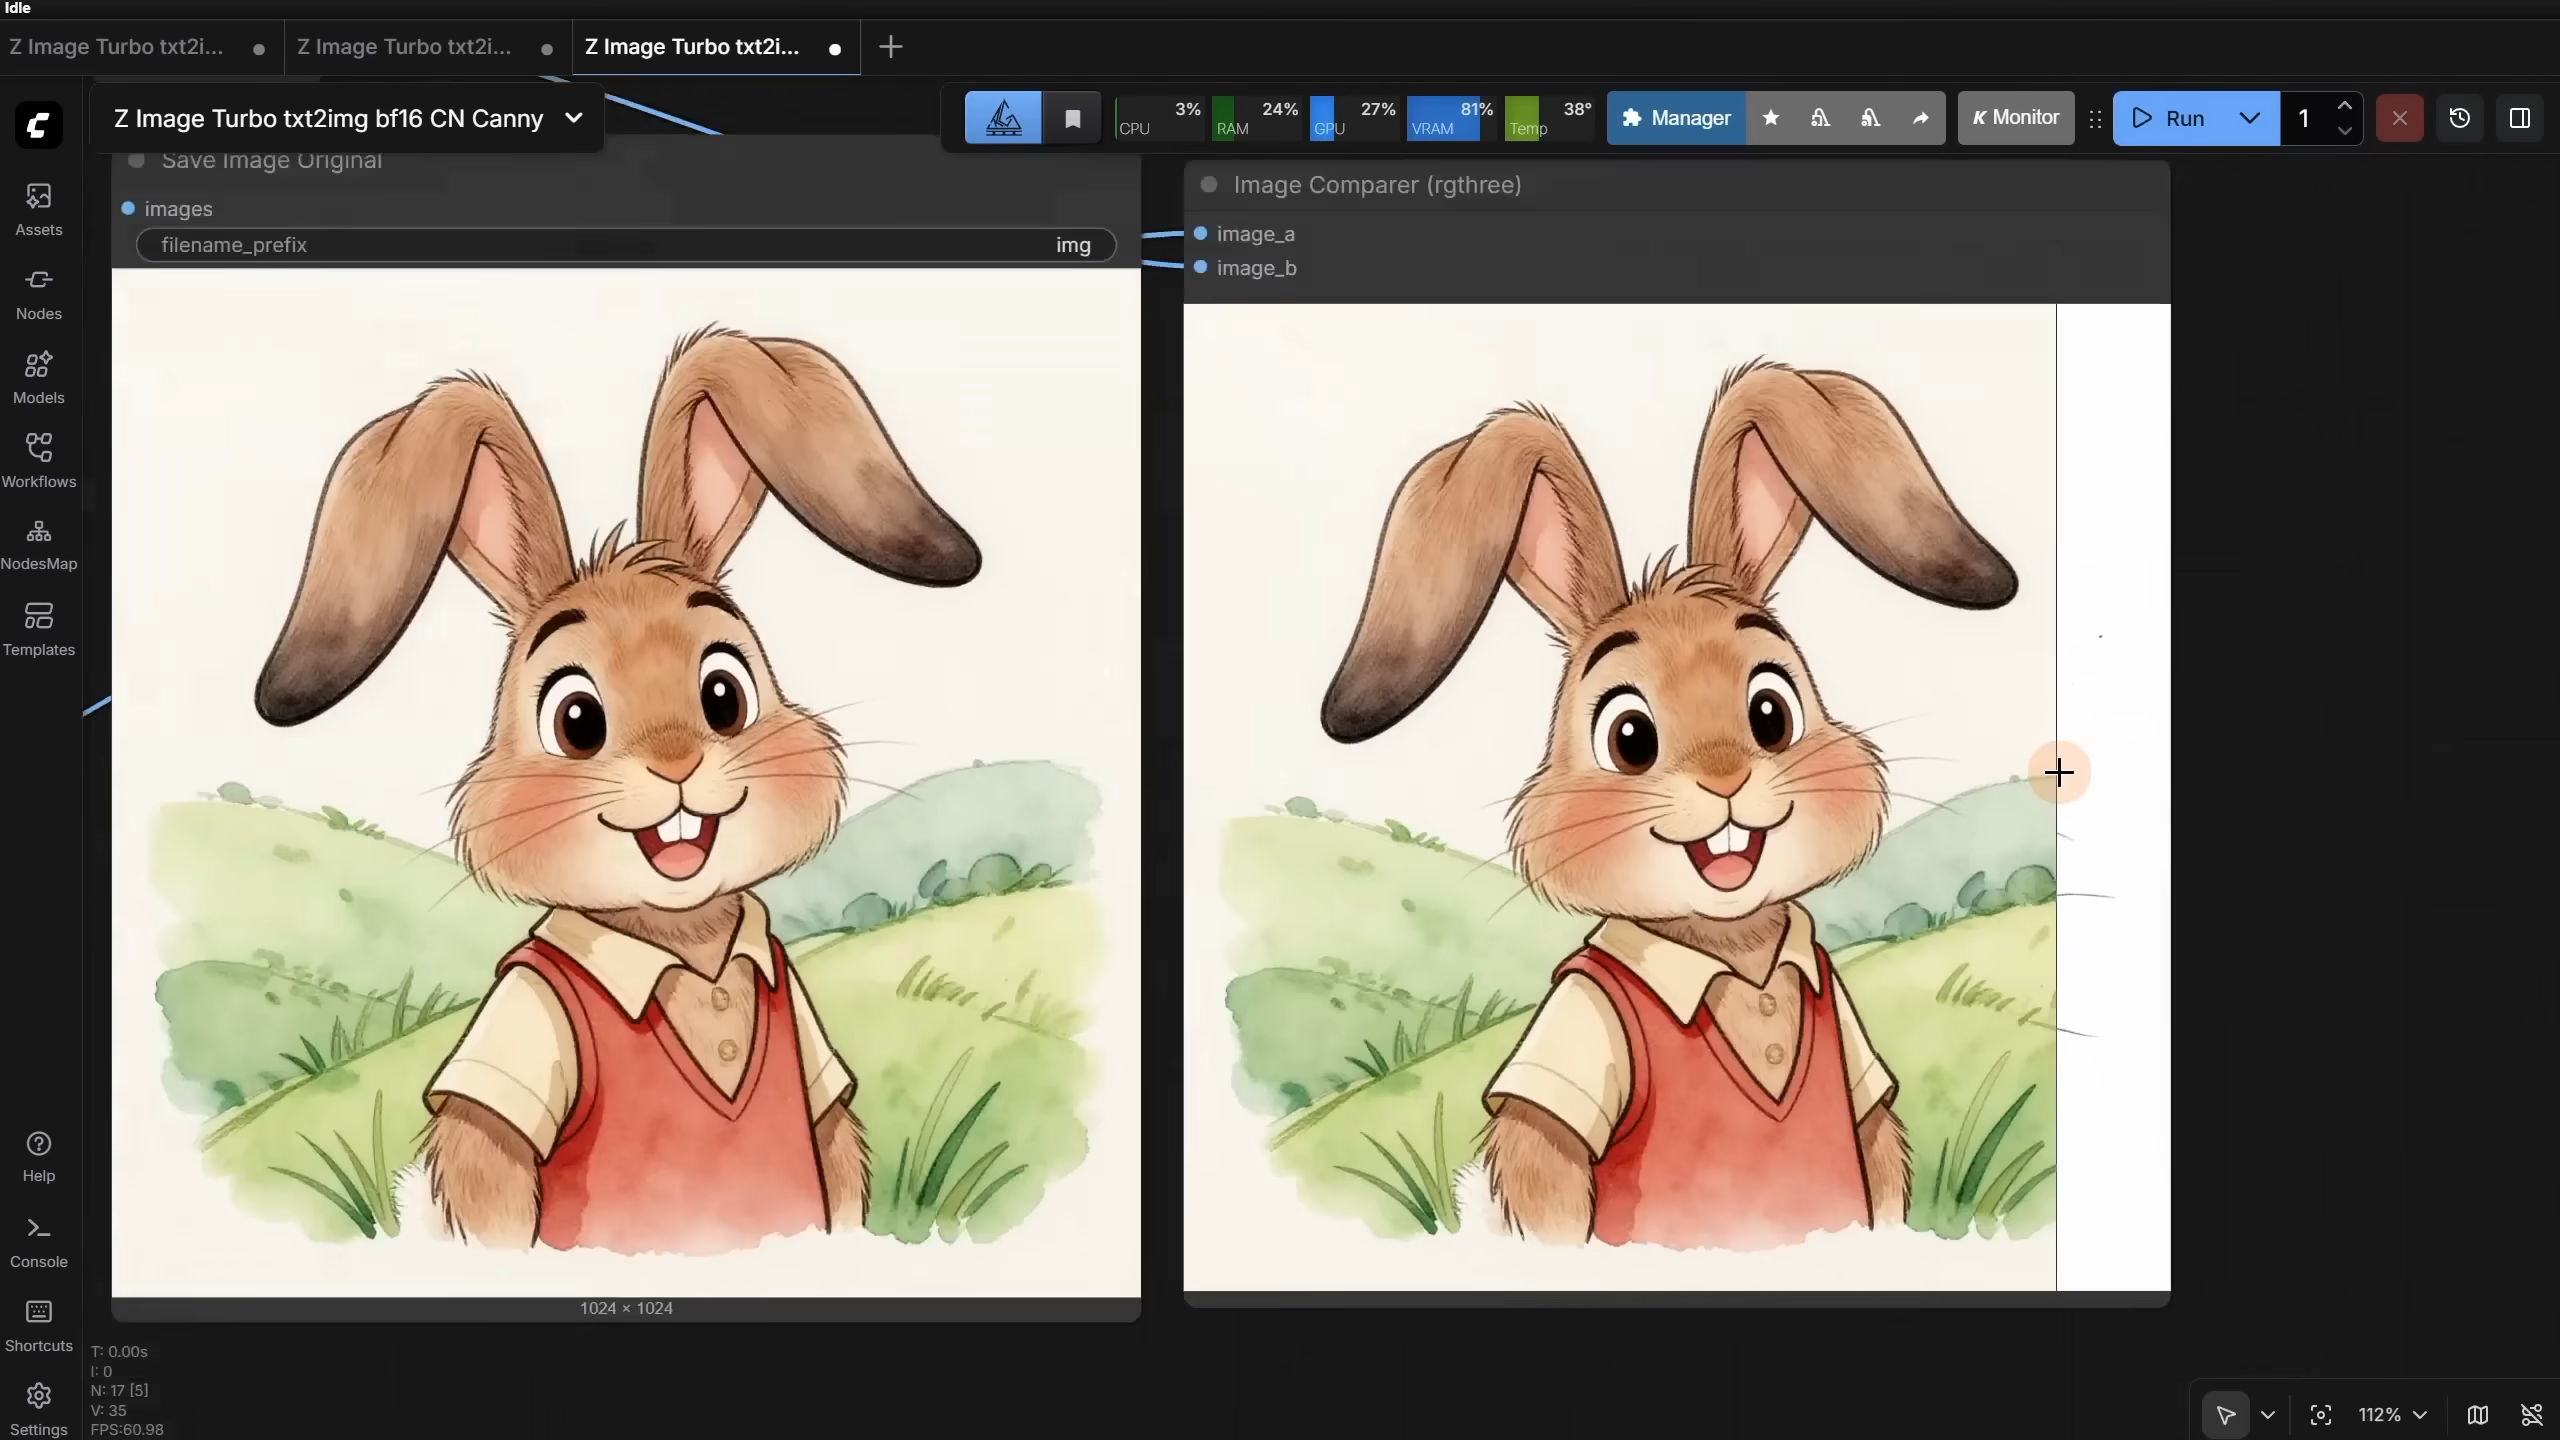 Idle
Z Image Turbo txt2i...
Z Image Turbo txt2i...
Z Image Turbo txt2i...
Z Image Turbo txt2img bf16 CN Canny
CPU 3%
RAM 24%
GPU 27%
VRAM 81%
Temp 38°
Manager
K Monitor
Run
1
Assets
Nodes
Models
Workflows
NodesMap
Templates
Help
Console
Shortcuts
Settings
Save Image Original
images
filename_prefix img
1024 × 1024
Image Comparer (rgthree)
image_a
image_b
T: 0.00s
I: 0
N: 17 [5]
V: 35
FPS:60.98
112%